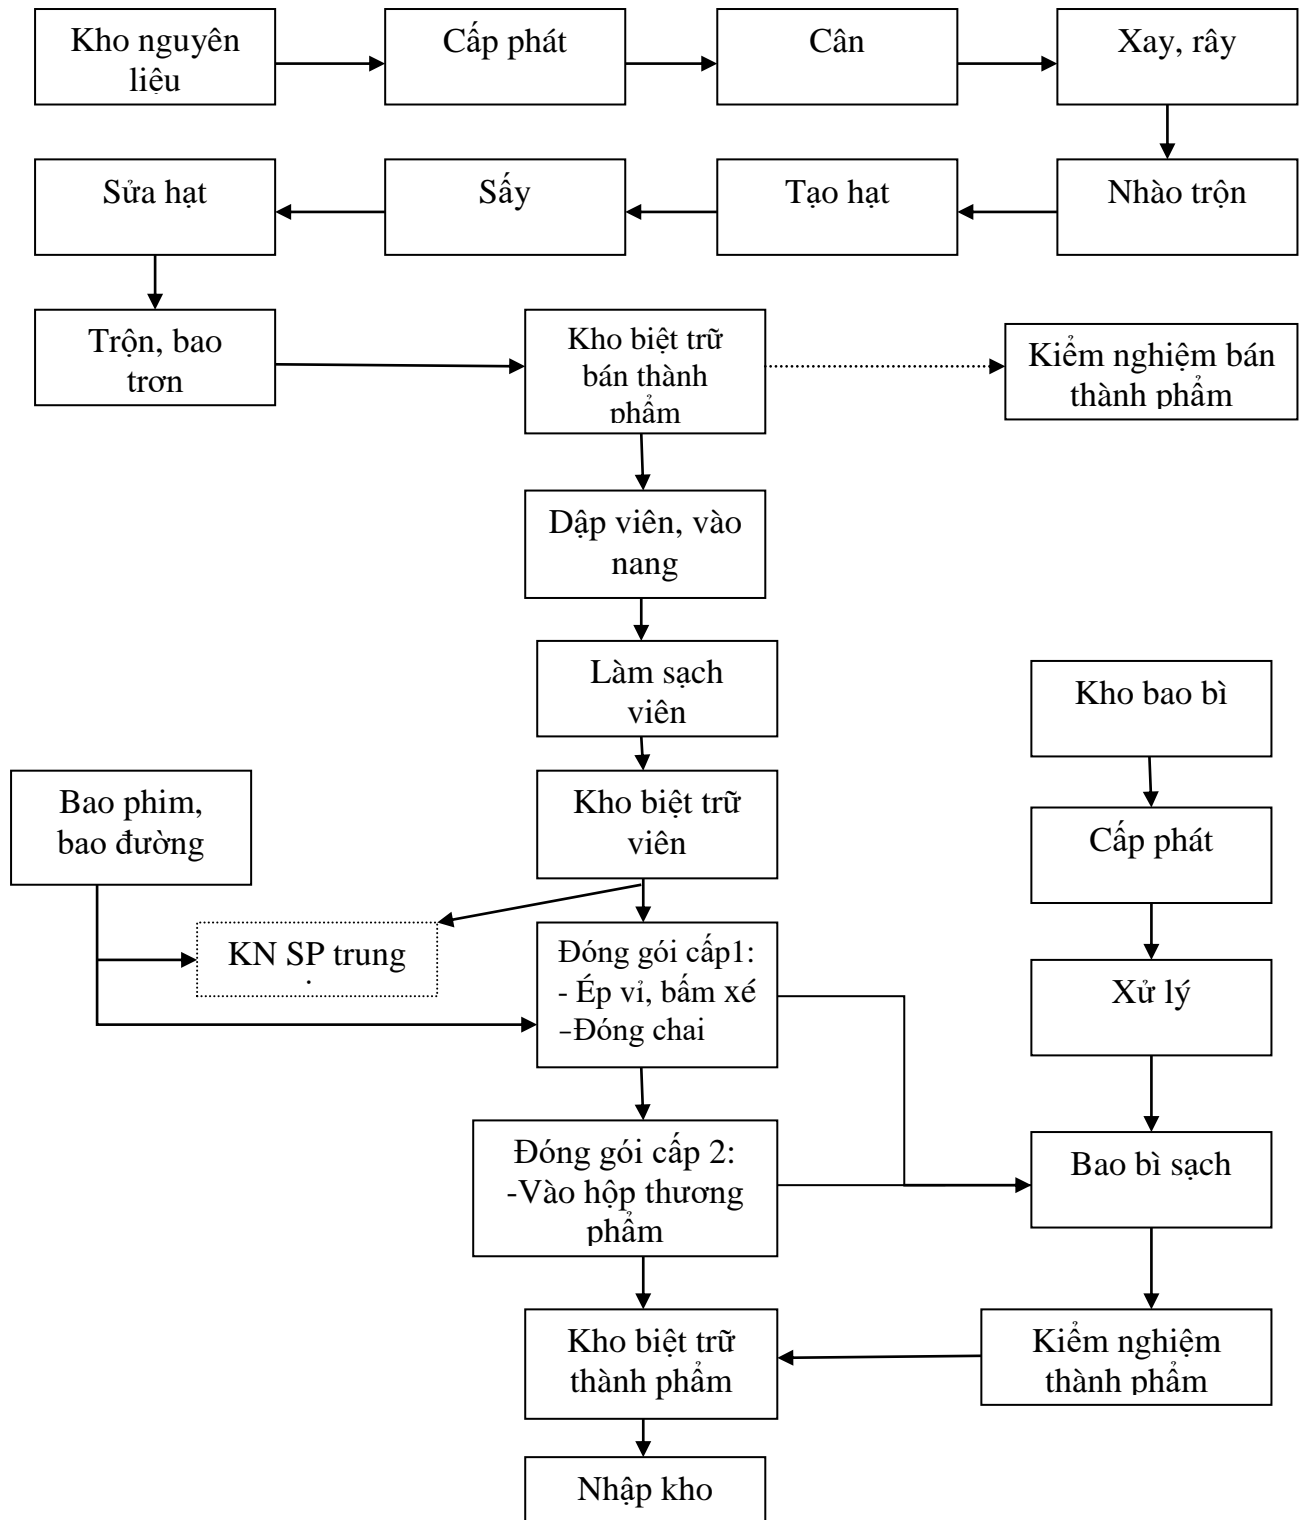 Kho nguyên
liệu
Cấp phát
Cân
Xay, rây
Sửa hạt
Sấy
Tạo hạt
Nhào trộn
Trộn, bao
trơn
Kho biệt trữ
bán thành
phẩm
Kiểm nghiệm bán
thành phẩm
Dập viên, vào
nang
Làm sạch
viên
Kho bao bì
Bao phim,
bao đường
Kho biệt trữ
viên
Cấp phát
KN SP trung
Đóng gói cấp1:
- Ép vỉ, bấm xé
-Đóng chai
Xử lý
Đóng gói cấp 2:
-Vào hộp thương
phẩm
Bao bì sạch
Kho biệt trữ
thành phẩm
Kiểm nghiệm
thành phẩm
Nhập kho